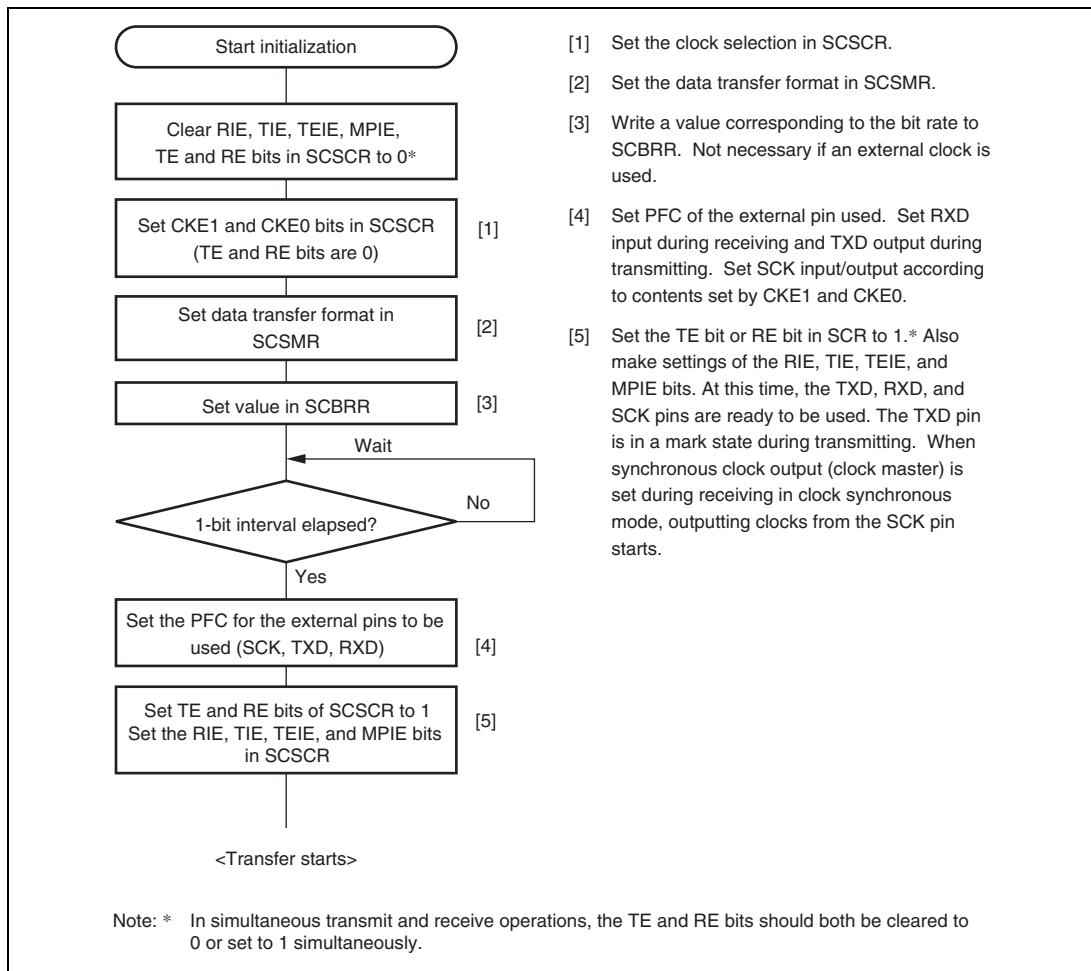 Start initialization
Clear RIE, TIE, TEIE, MPIE,
TE and RE bits in SCSCR to 0*
Set CKE1 and CKE0 bits in SCSCR
(TE and RE bits are 0)
[1]
Set data transfer format in
SCSMR
[2]
Set value in SCBRR
[3]
Wait
1-bit interval elapsed?
No
Yes
Set the PFC for the external pins to be
used (SCK, TXD, RXD)
[4]
Set TE and RE bits of SCSCR to 1
Set the RIE, TIE, TEIE, and MPIE bits
in SCSCR
[5]
<Transfer starts>
[1] Set the clock selection in SCSCR.
[2] Set the data transfer format in SCSMR.
[3] Write a value corresponding to the bit rate to
SCBRR. Not necessary if an external clock is
used.
[4] Set PFC of the external pin used. Set RXD
input during receiving and TXD output during
transmitting. Set SCK input/output according
to contents set by CKE1 and CKE0.
[5] Set the TE bit or RE bit in SCR to 1.* Also
make settings of the RIE, TIE, TEIE, and
MPIE bits. At this time, the TXD, RXD, and
SCK pins are ready to be used. The TXD pin
is in a mark state during transmitting. When
synchronous clock output (clock master) is
set during receiving in clock synchronous
mode, outputting clocks from the SCK pin
starts.
Note: * In simultaneous transmit and receive operations, the TE and RE bits should both be cleared to
0 or set to 1 simultaneously.